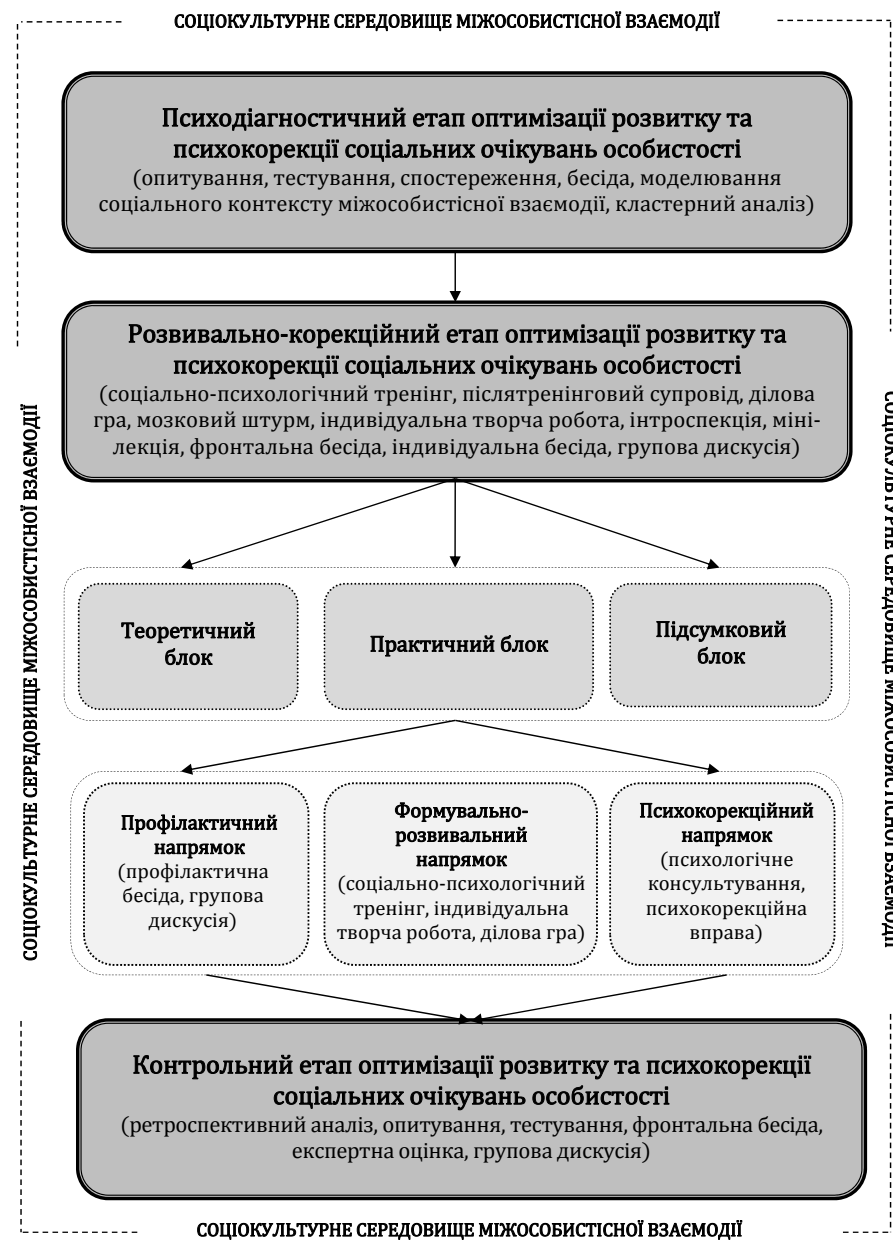 СОЦІОКУЛЬТУРНЕ СЕРЕДОВИЩЕ МІЖОСОБИСТІСНОЇ ВЗАЄМОДІЇ
Психодіагностичний етап оптимізації розвитку та
психокорекції соціальних очікувань особистості
(опитування, тестування, спостереження, бесіда, моделювання
соціального контексту міжособистісної взаємодії, кластерний аналіз)
Розвивально-корекційний етап оптимізації розвитку та
психокорекції соціальних очікувань особистості
(соціально-психологічний тренінг, післятренінговий супровід, ділова
гра, мозковий штурм, індивідуальна творча робота, інтроспекція, міні-
лекція, фронтальна бесіда, індивідуальна бесіда, групова дискусія)
СОЦІОКУЛЬТУРНЕ СЕРЕДОВИЩЕ МІЖОСОБИСТІСНОЇ ВЗАЄМОДІЇ
СОЦІОКУЛЬТУРНЕ СЕРЕДОВИЩЕ МІЖОСОБИСТІСНОЇ ВЗАЄМОДІЇ
Теоретичний
блок
Практичний блок
Підсумковий
блок
Профілактичний
напрямок
(профілактична
бесіда, групова
дискусія)
Формувально-
розвивальний
напрямок
(соціально-психологічний
тренінг, індивідуальна
творча робота, ділова гра)
Психокорекційний
напрямок
(психологічне
консультування,
психокорекційна
вправа)
Контрольний етап оптимізації розвитку та психокорекції
соціальних очікувань особистості
(ретроспективний аналіз, опитування, тестування, фронтальна бесіда,
експертна оцінка, групова дискусія)
СОЦІОКУЛЬТУРНЕ СЕРЕДОВИЩЕ МІЖОСОБИСТІСНОЇ ВЗАЄМОДІЇ